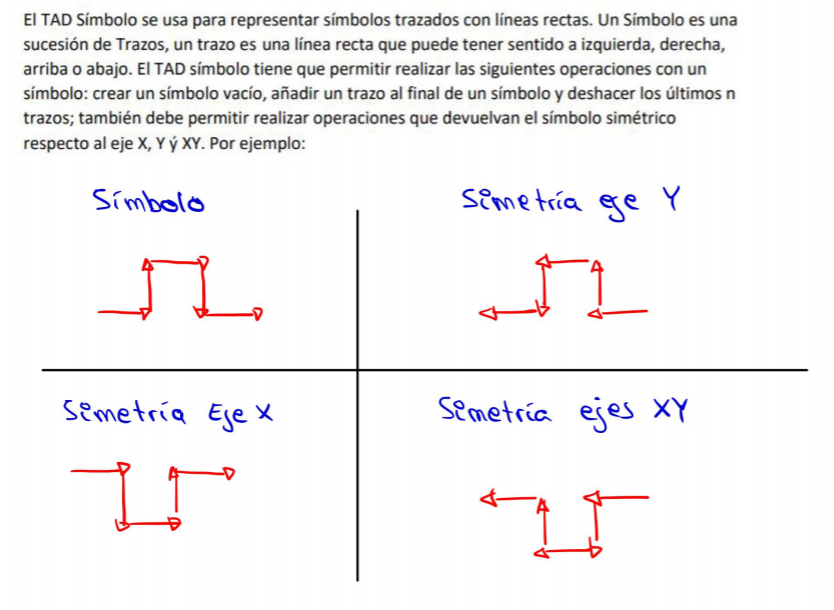 El TAD Símbolo se usa para representar símbolos trazados con líneas rectas. Un Símbolo es una
sucesión de Trazos, un trazo es una línea recta que puede tener sentido a izquierda, derecha,
arriba o abajo. El TAD símbolo tiene que permitir realizar las siguientes operaciones con un
símbolo: crear un símbolo vacío, añadir un trazo al final de un símbolo y deshacer los últimos n
trazos; también debe permitir realizar operaciones que devuelvan el símbolo simétrico
respecto al eje X, Y ý XY. Por ejemplo:
Símbolo
Simetría eje Y
Simetría Eje X
Simetría ejes XY